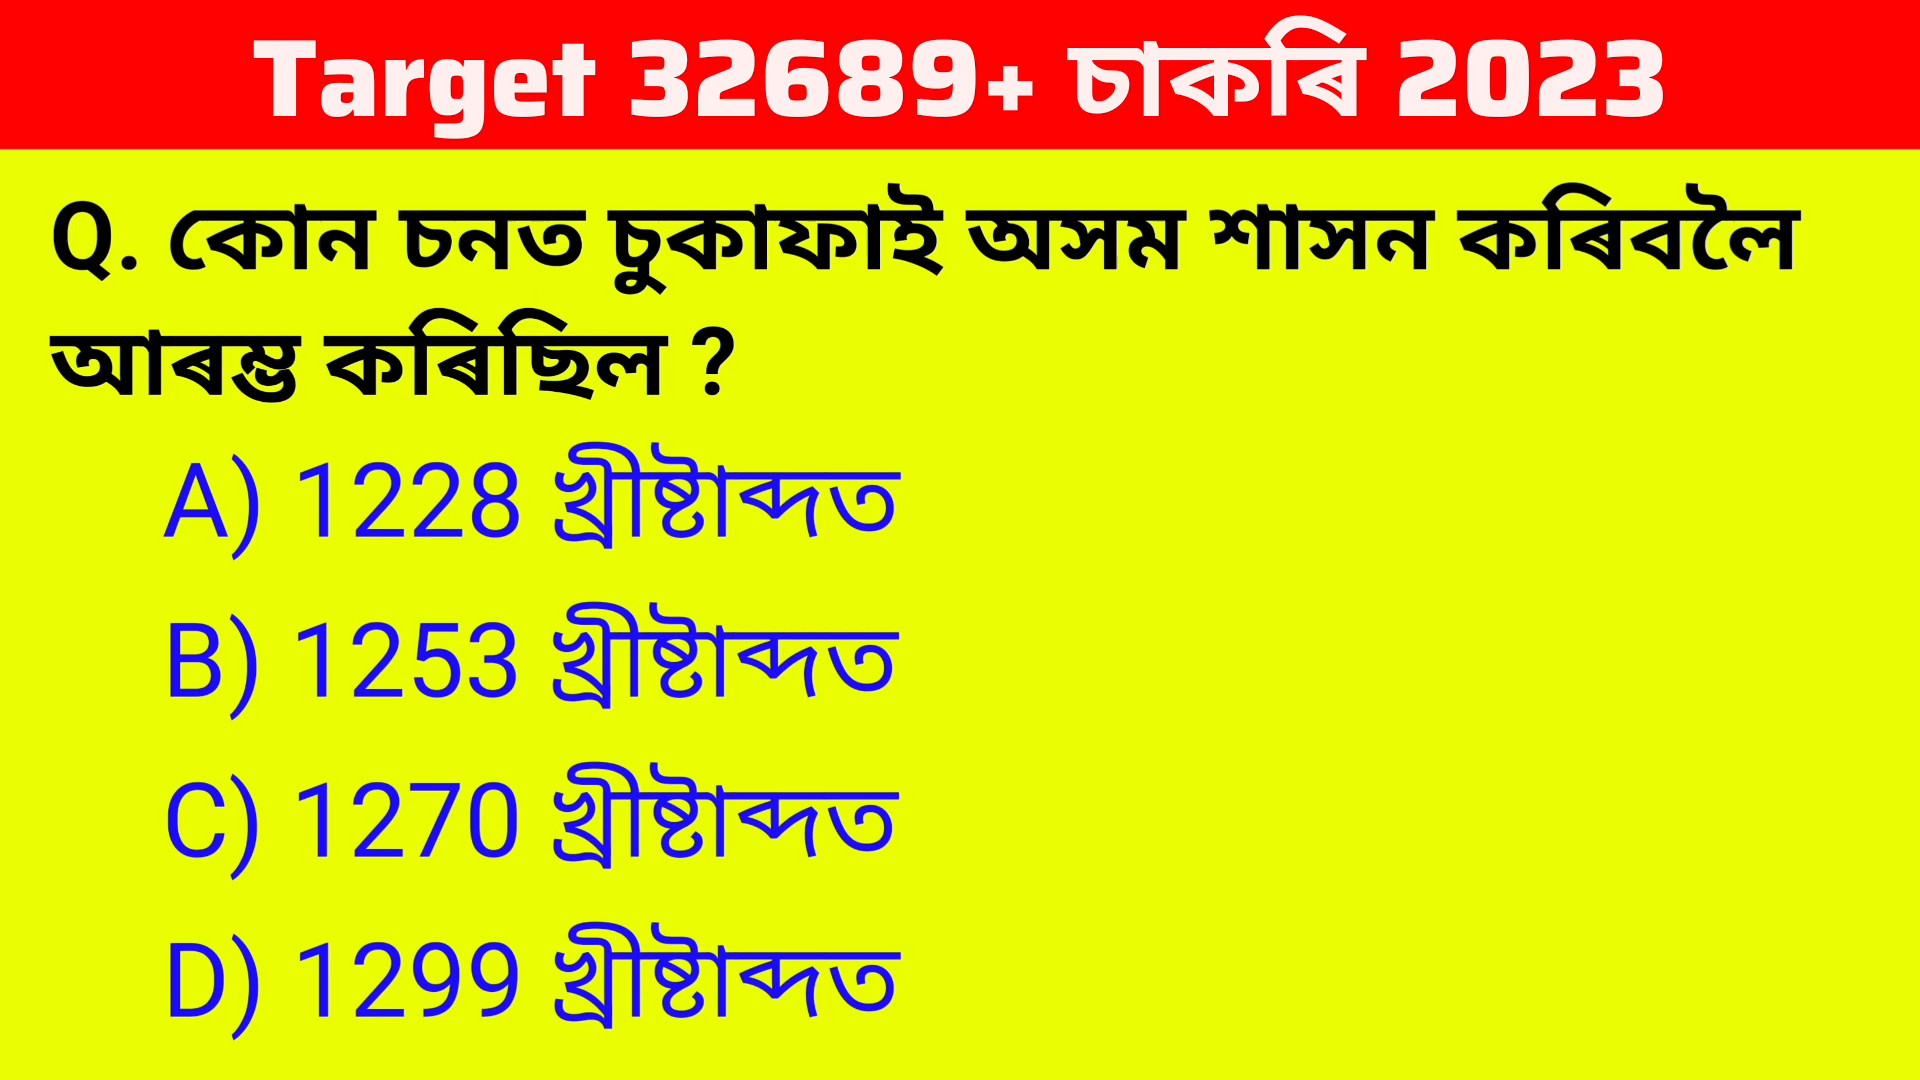 Target 32689+ চাকৰি 2023
Q. কোন চনত চুকাফাই অসম শাসন কৰিবলৈ
আৰম্ভ কৰিছিল ?
A) 1228 খ্ৰীষ্টাব্দত
B) 1253 খ্ৰীষ্টাব্দত
C) 1270 খ্ৰীষ্টাব্দত
D) 1299 খ্ৰীষ্টাব্দত